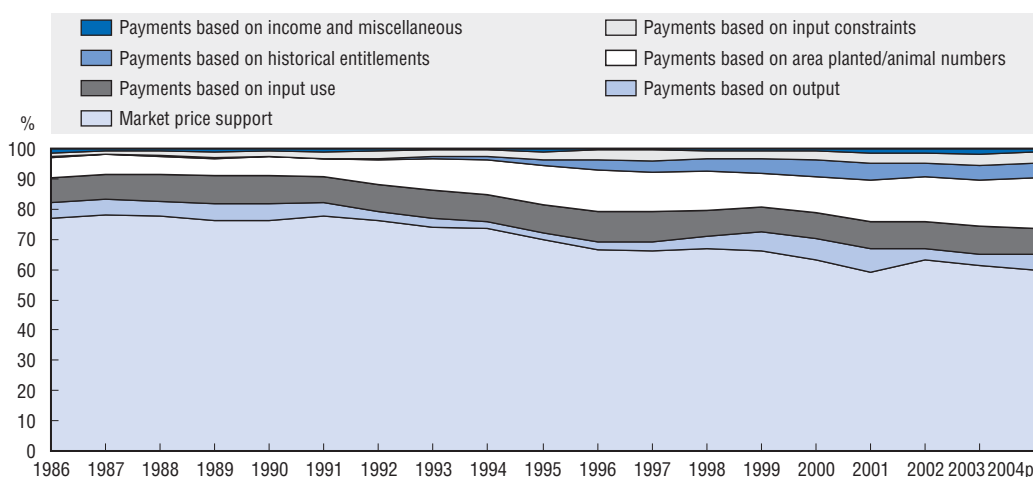 Payments based on income and miscellaneous
Payments based on input constraints
Payments based on historical entitlements
Payments based on area planted/animal numbers
Payments based on input use
Payments based on output
Market price support
%
100
90
80
70
60
50
40
30
20
10
0
1986 1987 1988 1989 1990 1991 1992 1993 1994 1995 1996 1997 1998 1999 2000 2001 2002 2003 2004p